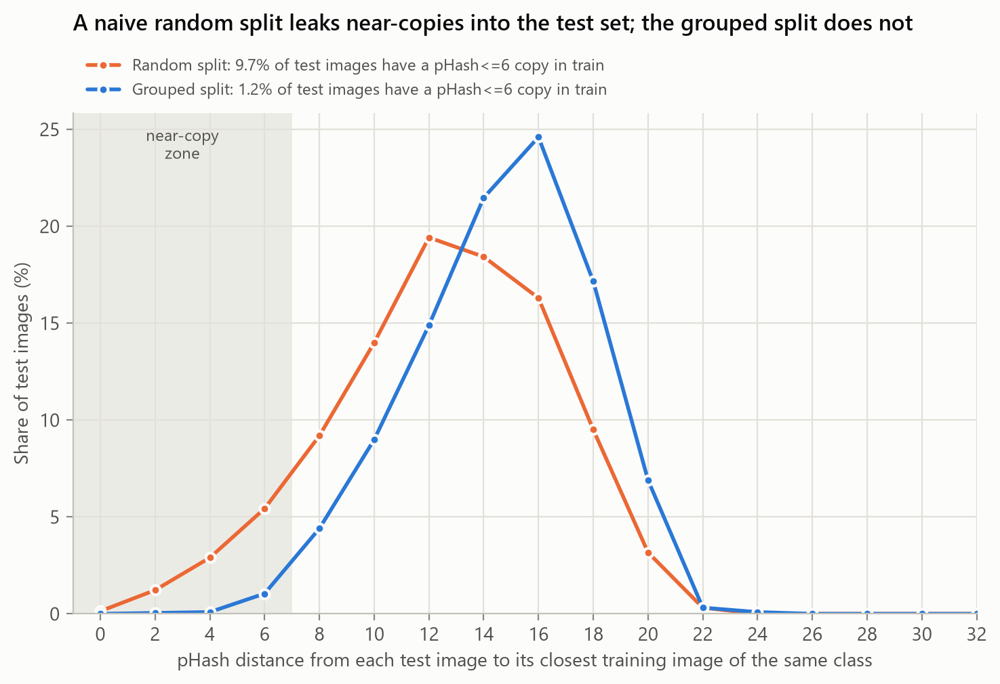 A naive random split leaks near-copies into the test set; the grouped split does not
Random split: 9.7% of test images have a pHash<=6 copy in train
Grouped split: 1.2% of test images have a pHash<=6 copy in train
near-copy
zone
25
20
15
10
5
0
Share of test images (%)
0 2 4 6 8 10 12 14 16 18 20 22 24 26 28 30 32
pHash distance from each test image to its closest training image of the same class